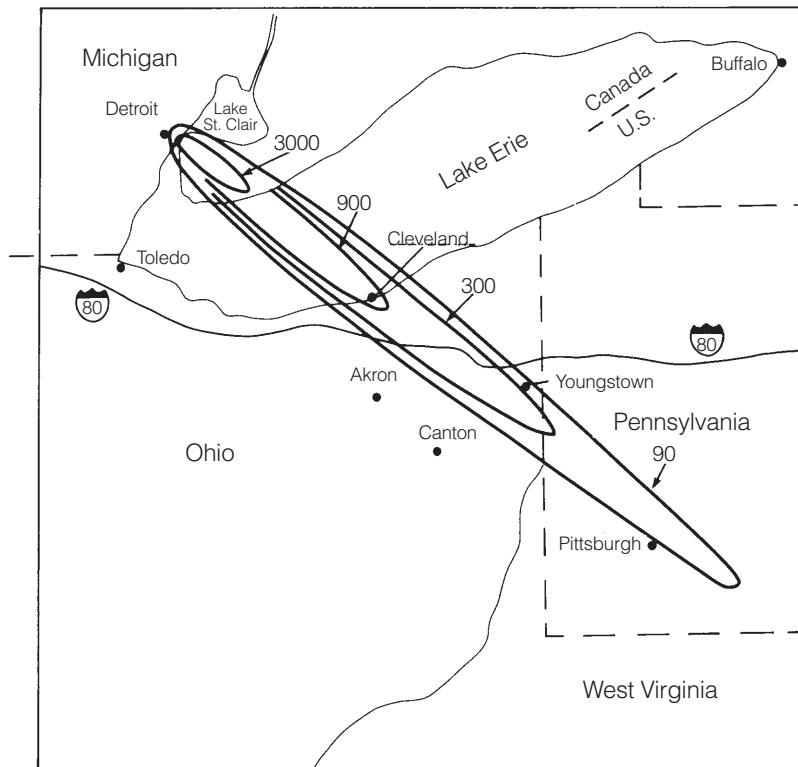 Michigan
Buffalo
Canada
U.S.
Detroit
Lake
St. Clair
3000
Lake Erie
900
Cleveland
Toledo
300
80
80
Akron
Youngstown
Pennsylvania
Canton
Ohio
90
Pittsburgh
West Virginia